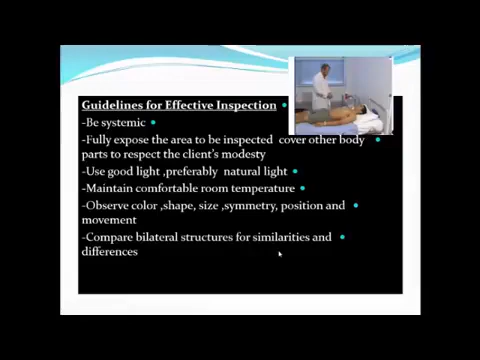 Guidelines for Effective Inspection
-Be systemic
-Fully expose the area to be inspected cover other body
parts to respect the client's modesty
-Use good light ,preferably natural light
-Maintain comfortable room temperature
-Observe color ,shape, size ,symmetry, position and
movement
-Compare bilateral structures for similarities and
differences